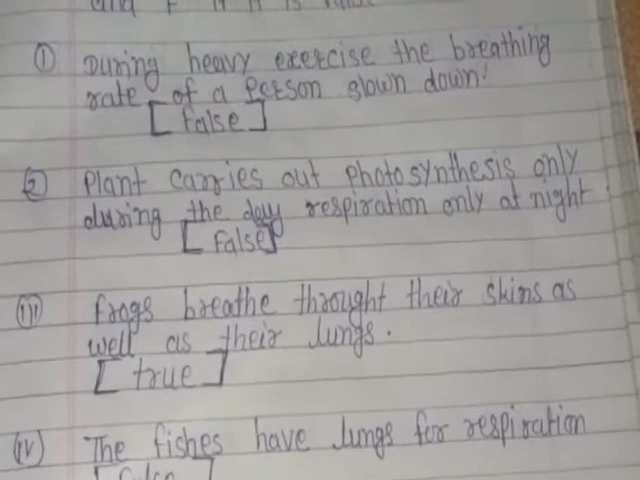 ① During heavy exercise the breathing
rate of a person slown down.
[ False ]
② Plant carries out photosynthesis only
during the day respiration only at night.
[ False ]
(iii) frogs breathe throught their skins as
well as their lungs.
[ true ]
(iv) The fishes have lungs for respiration